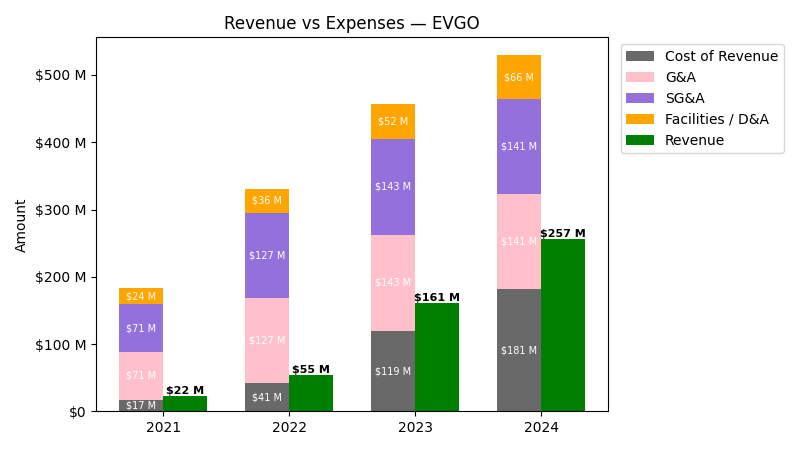 Revenue vs Expenses — EVGO
Cost of Revenue
G&A
SG&A
Facilities / D&A
Revenue
Amount
$500 M
$400 M
$300 M
$200 M
$100 M
$0
$24 M
$71 M
$71 M
$17 M
$22 M
$36 M
$127 M
$127 M
$41 M
$55 M
$52 M
$143 M
$143 M
$119 M
$161 M
$66 M
$141 M
$141 M
$181 M
$257 M
2021
2022
2023
2024